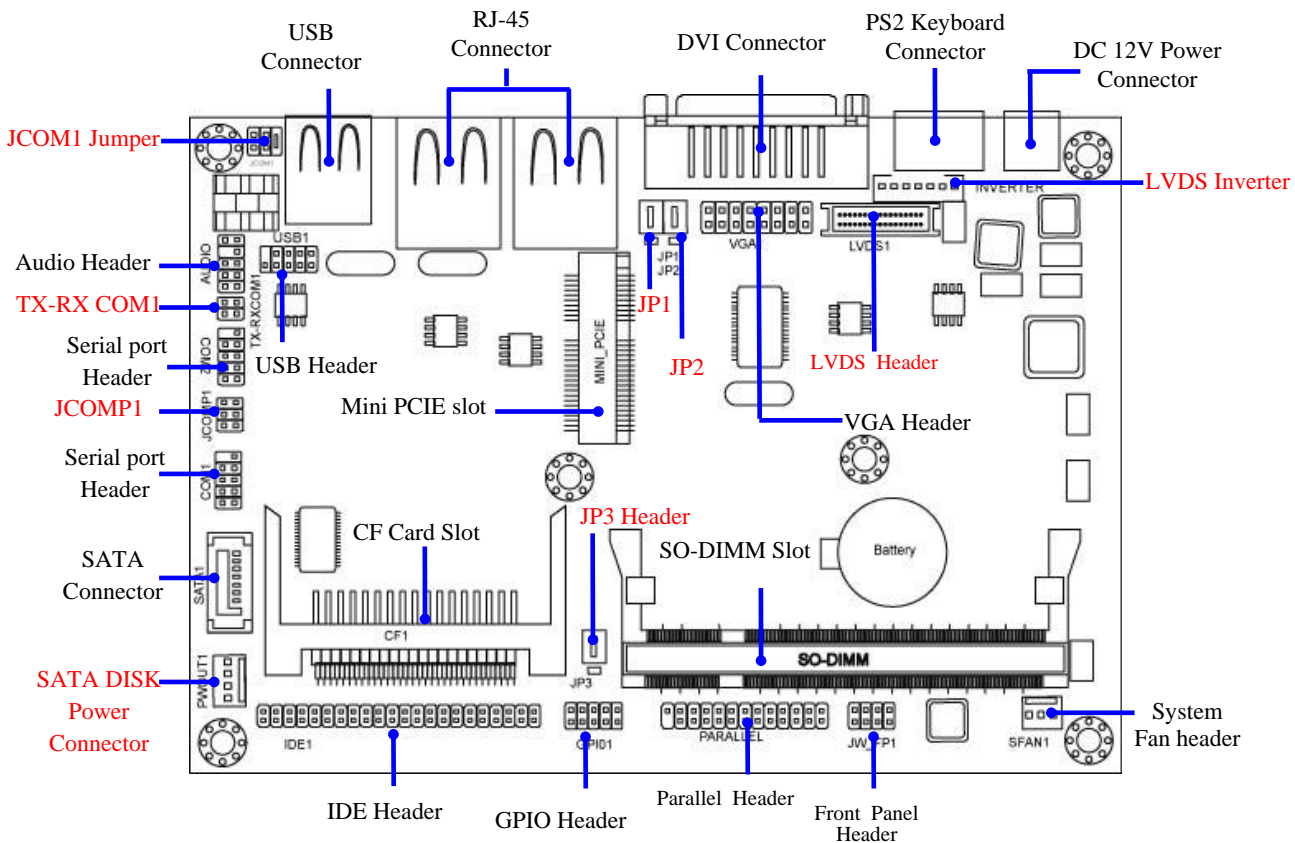 USB
Connector
RJ-45
Connector
DVI Connector
PS2 Keyboard
Connector
DC 12V Power
Connector
JCOM1 Jumper
JCOM1
LVDS Inverter
INVERTER
USB1
VGA
LVDS1
JP1
JP2
Audio Header
AUDIO
TX-RX COM1
TX-RXCOM1
JP1
JP2
LVDS Header
Serial port
Header
COM2
USB Header
MINI_PCIE
Mini PCIE slot
JCOMP1
JCOMP1
VGA Header
Serial port
Header
COM1
JP3 Header
CF Card Slot
SO-DIMM Slot
Battery
SATA
Connector
SATA1
CF1
SO-DIMM
JP3
SATA DISK
Power
Connector
PWOUT1
IDE1
GPI01
PARALLEL
JW_FP1
SFAN1
System
Fan header
IDE Header
GPIO Header
Parallel Header
Front Panel
Header